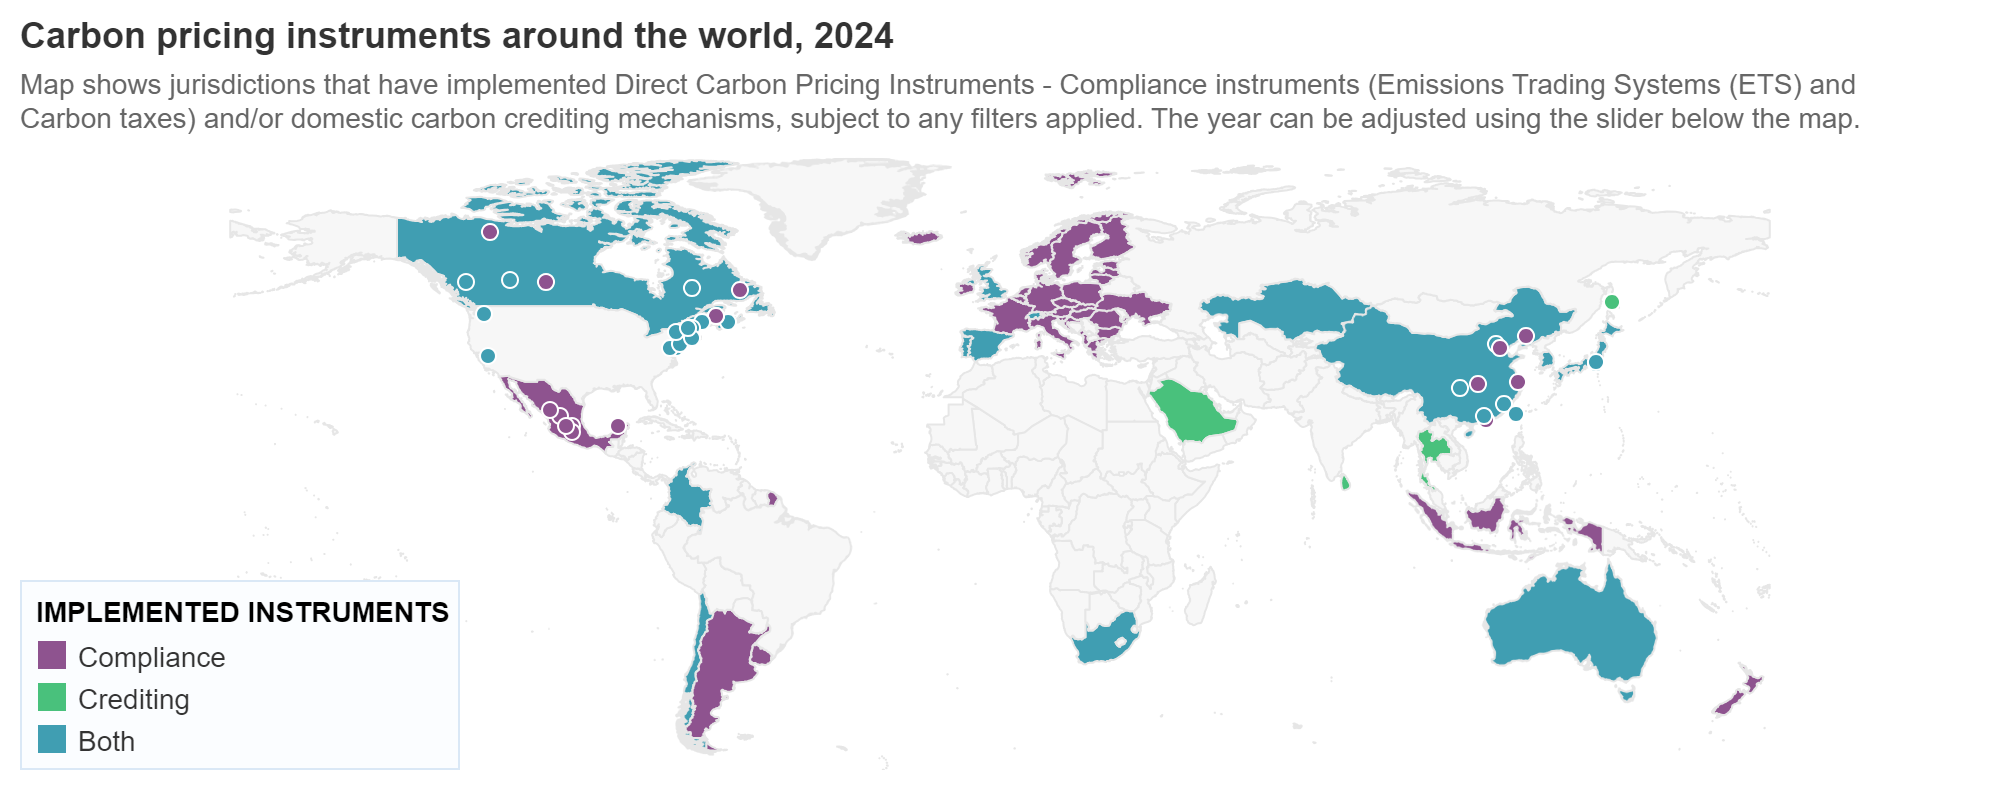 Carbon pricing instruments around the world, 2024
Map shows jurisdictions that have implemented Direct Carbon Pricing Instruments - Compliance instruments (Emissions Trading Systems (ETS) and
Carbon taxes) and/or domestic carbon crediting mechanisms, subject to any filters applied. The year can be adjusted using the slider below the map.
IMPLEMENTED INSTRUMENTS
Compliance
Crediting
Both